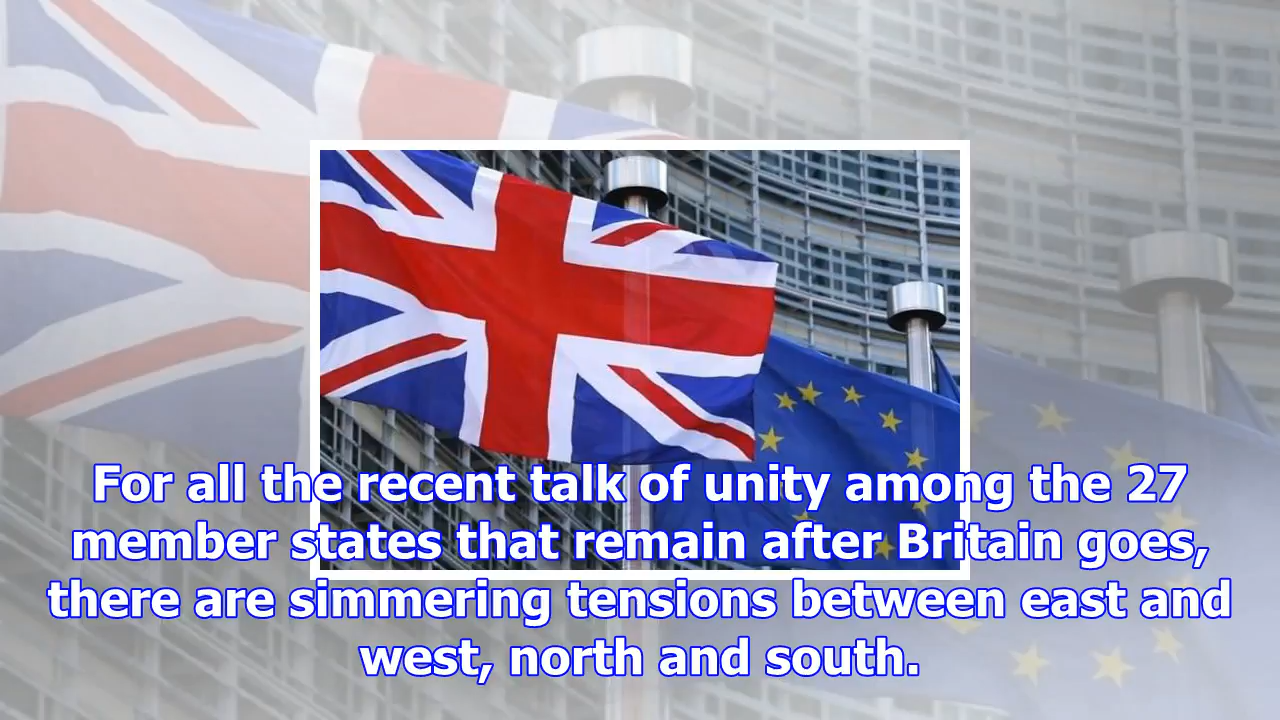 For all the recent talk of unity among the 27
member states that remain after Britain goes,
there are simmering tensions between east and
west, north and south.